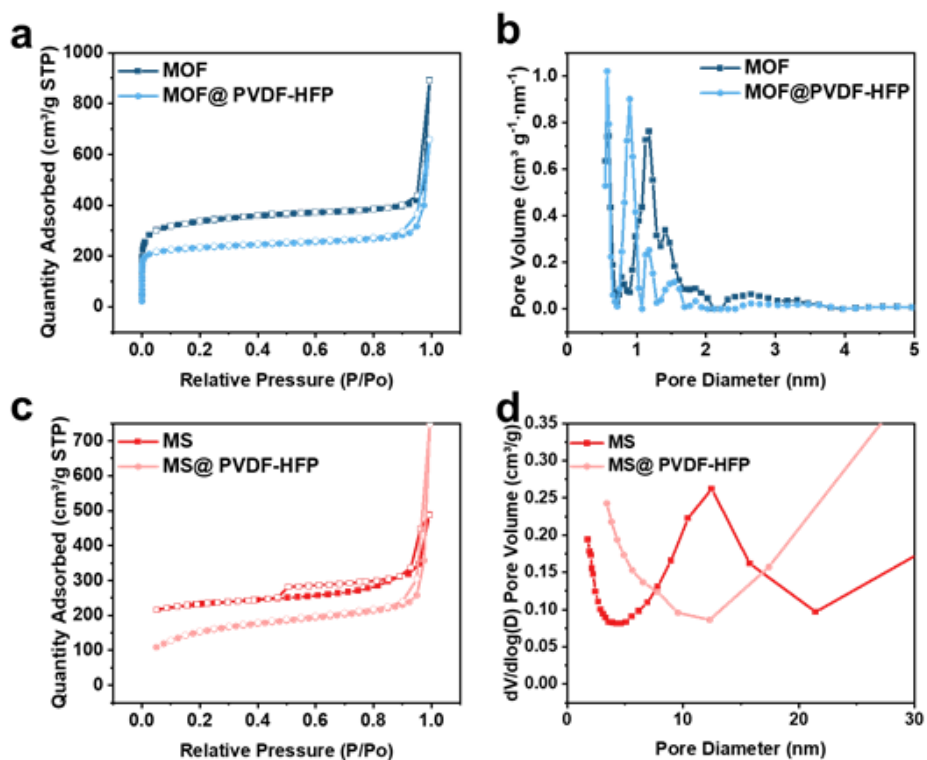 a
Quantity Adsorbed (cm³/g STP)
1000
800
600
400
200
0
MOF
MOF@ PVDF-HFP
0.0 0.2 0.4 0.6 0.8 1.0
Relative Pressure (P/Po)
b
Pore Volume (cm³ g⁻¹·nm⁻¹)
1.0
0.8
0.6
0.4
0.2
0.0
MOF
MOF@PVDF-HFP
0 1 2 3 4 5
Pore Diameter (nm)
c
Quantity Adsorbed (cm³/g STP)
700
600
500
400
300
200
100
0
MS
MS@ PVDF-HFP
0.0 0.2 0.4 0.6 0.8 1.0
Relative Pressure (P/Po)
d
dV/dlog(D) Pore Volume (cm³/g)
0.35
0.30
0.25
0.20
0.15
0.10
0.05
0.00
MS
MS@ PVDF-HFP
0 10 20 30
Pore Diameter (nm)